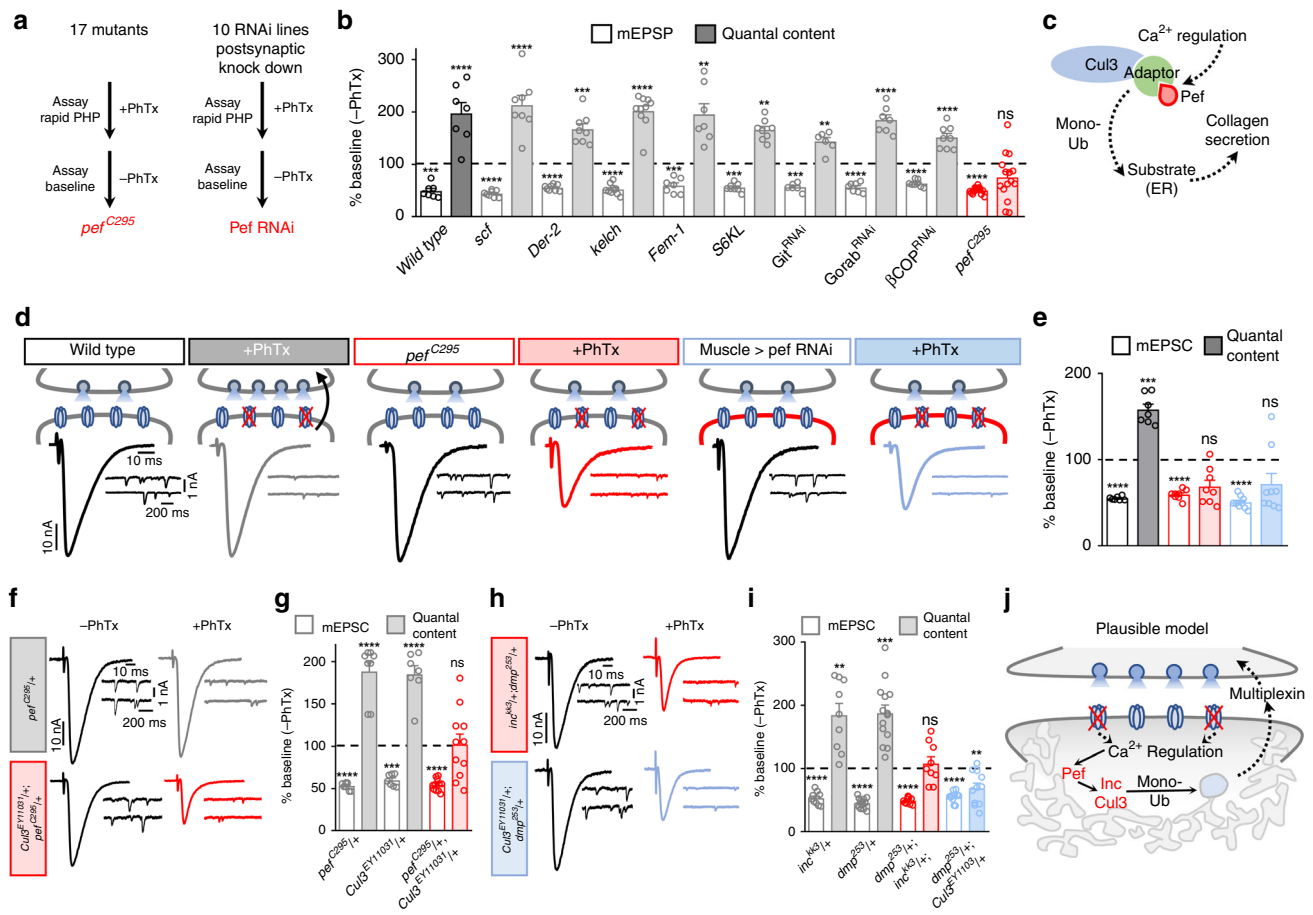 a
17 mutants
10 RNAi lines
postsynaptic
knock down
Assay
rapid PHP
+PhTx
Assay
rapid PHP
+PhTx
Assay
baseline
–PhTx
Assay
baseline
–PhTx
pef^C295
Pef RNAi
b
mEPSP
Quantal content
% baseline (–PhTx)
300
200
100
0
***
****
****
****
****
***
****
****
***
**
***
**
***
**
****
****
****
****
****
ns
Wild type
scf
Der-2
kelch
Fem-1
S6KL
Git^RNAi
Gorab^RNAi
βCOP^RNAi
pef^C295
c
Ca2+ regulation
Cul3
Adaptor
Pef
Mono-
Ub
Collagen
secretion
Substrate
(ER)
d
Wild type
+PhTx
pef^C295
+PhTx
Muscle > pef RNAi
+PhTx
10 ms
1 nA
200 ms
10 nA
e
mEPSC
Quantal
content
% baseline (–PhTx)
200
100
0
****
***
****
ns
****
ns
f
–PhTx
+PhTx
pef^C295/+
10 ms
1 nA
200 ms
10 nA
Cul3^EY11031/+;
pef^C295/+
g
mEPSC
Quantal
content
% baseline (–PhTx)
200
150
100
50
0
****
****
***
****
****
ns
pef^C295/+
Cul3^EY11031/+
pef^C295/+,
Cul3^EY11031/+
h
–PhTx
+PhTx
inc^kk3/+;dmp^253/+
10 ms
1 nA
200 ms
10 nA
Cul3^EY11031/+;
dmp^253/+
i
mEPSC
Quantal
content
% baseline (–PhTx)
300
200
100
0
****
**
****
***
****
ns
****
**
inc^kk3/+
dmp^253/+
dmp^253/+;
inc^kk3/+;
dmp^253/+;
Cul3^EY1103/+
j
Plausible model
Multiplexin
Ca2+ Regulation
Pef
Inc
Cul3
Mono-
Ub